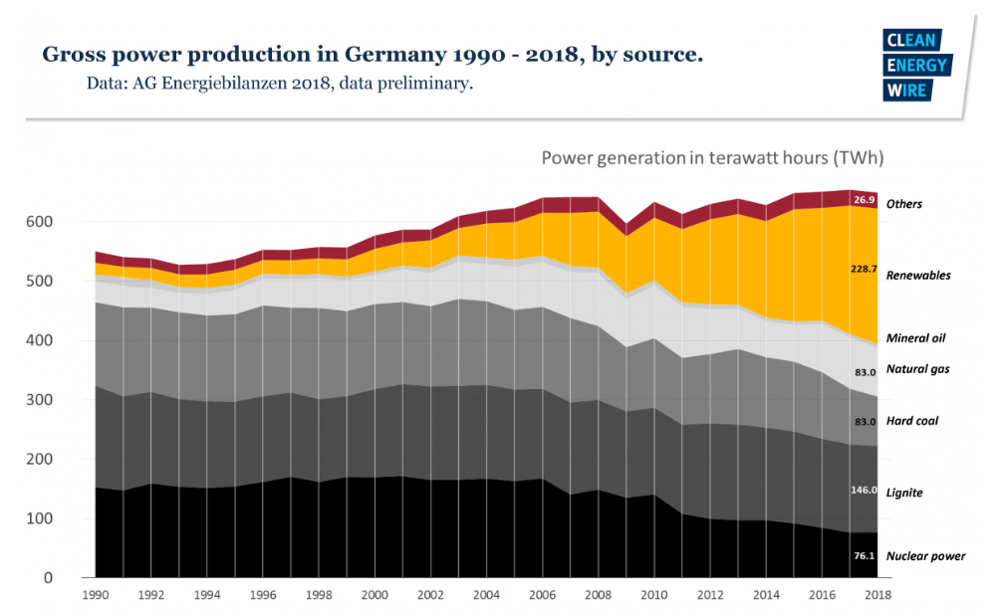 Gross power production in Germany 1990 - 2018, by source.
Data: AG Energiebilanzen 2018, data preliminary.
CLEAN
ENERGY
WIRE
Power generation in terawatt hours (TWh)
600
500
400
300
200
100
0
26.9 Others
228.7 Renewables
Mineral oil
83.0 Natural gas
83.0 Hard coal
146.0 Lignite
76.1 Nuclear power
1990 1992 1994 1996 1998 2000 2002 2004 2006 2008 2010 2012 2014 2016 2018